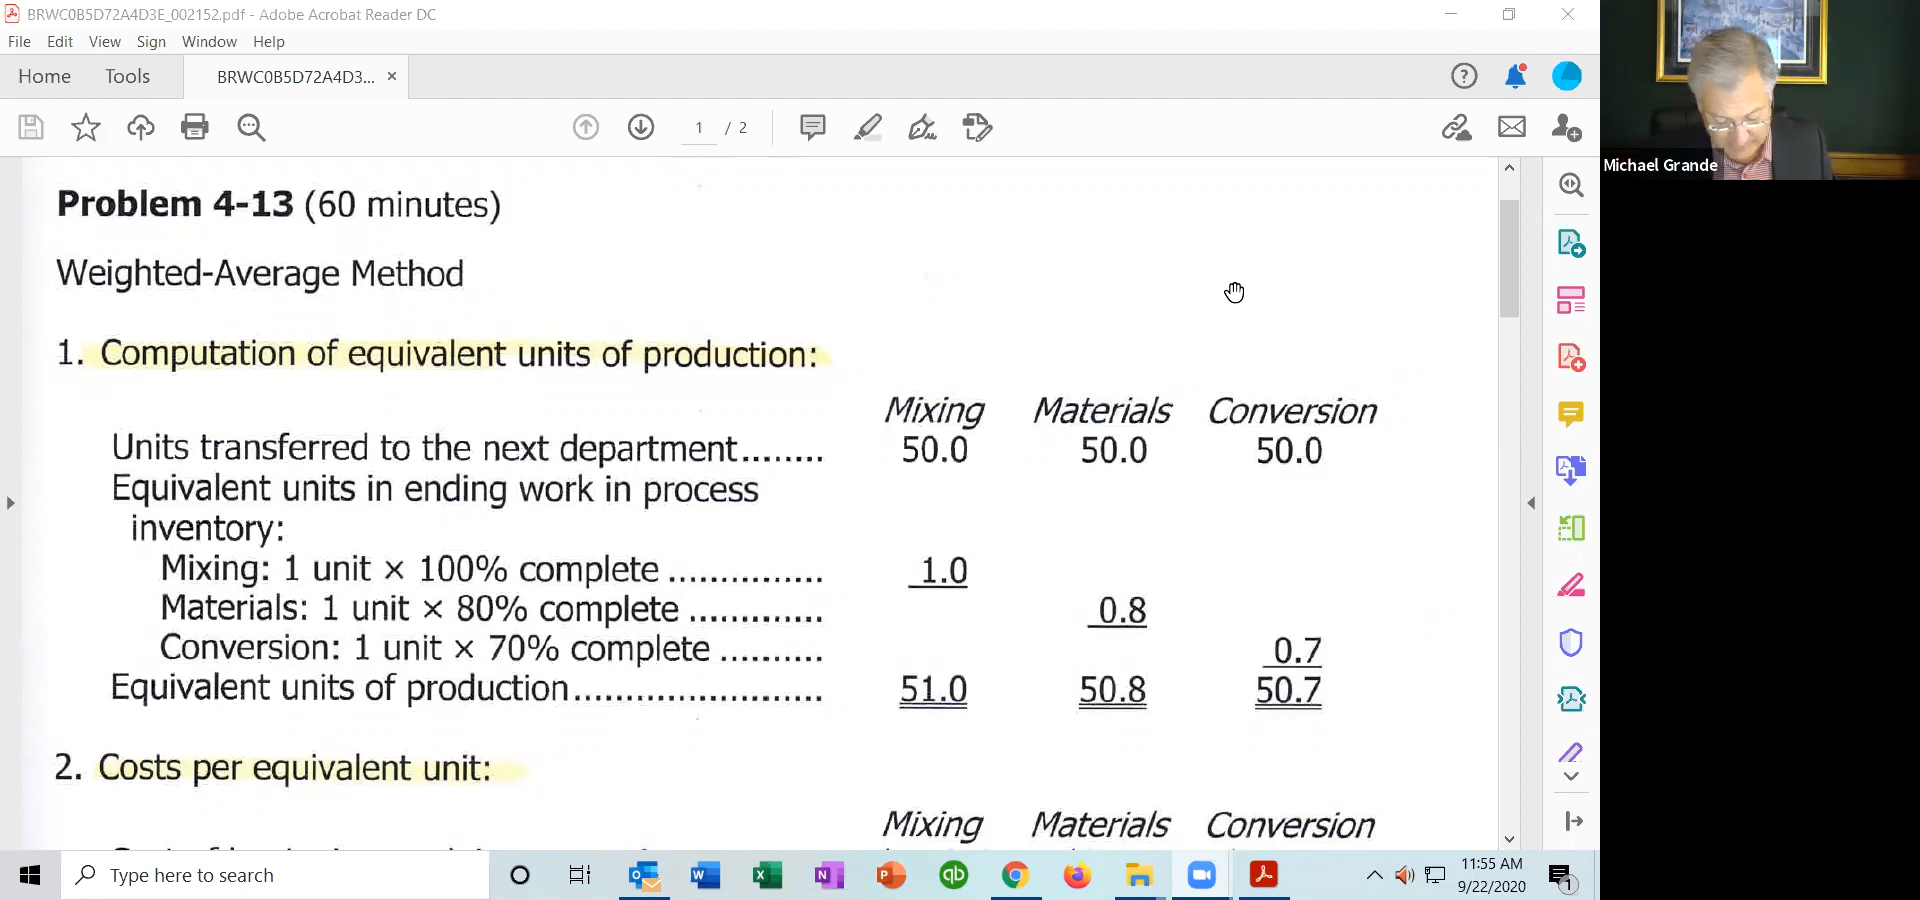 BRWC0B5D72A4D3E_002152.pdf - Adobe Acrobat Reader DC
File Edit View Sign Window Help
Home Tools BRWC0B5D72A4D3... ×
1 / 2
Michael Grande
Problem 4-13 (60 minutes)
Weighted-Average Method
1. Computation of equivalent units of production:
Mixing Materials Conversion
Units transferred to the next department........ 50.0 50.0 50.0
Equivalent units in ending work in process
inventory:
Mixing: 1 unit × 100% complete ............... 1.0
Materials: 1 unit × 80% complete ............. 0.8
Conversion: 1 unit × 70% complete .......... 0.7
Equivalent units of production........................ 51.0 50.8 50.7
2. Costs per equivalent unit:
Mixing Materials Conversion
Type here to search
11:55 AM
9/22/2020
1